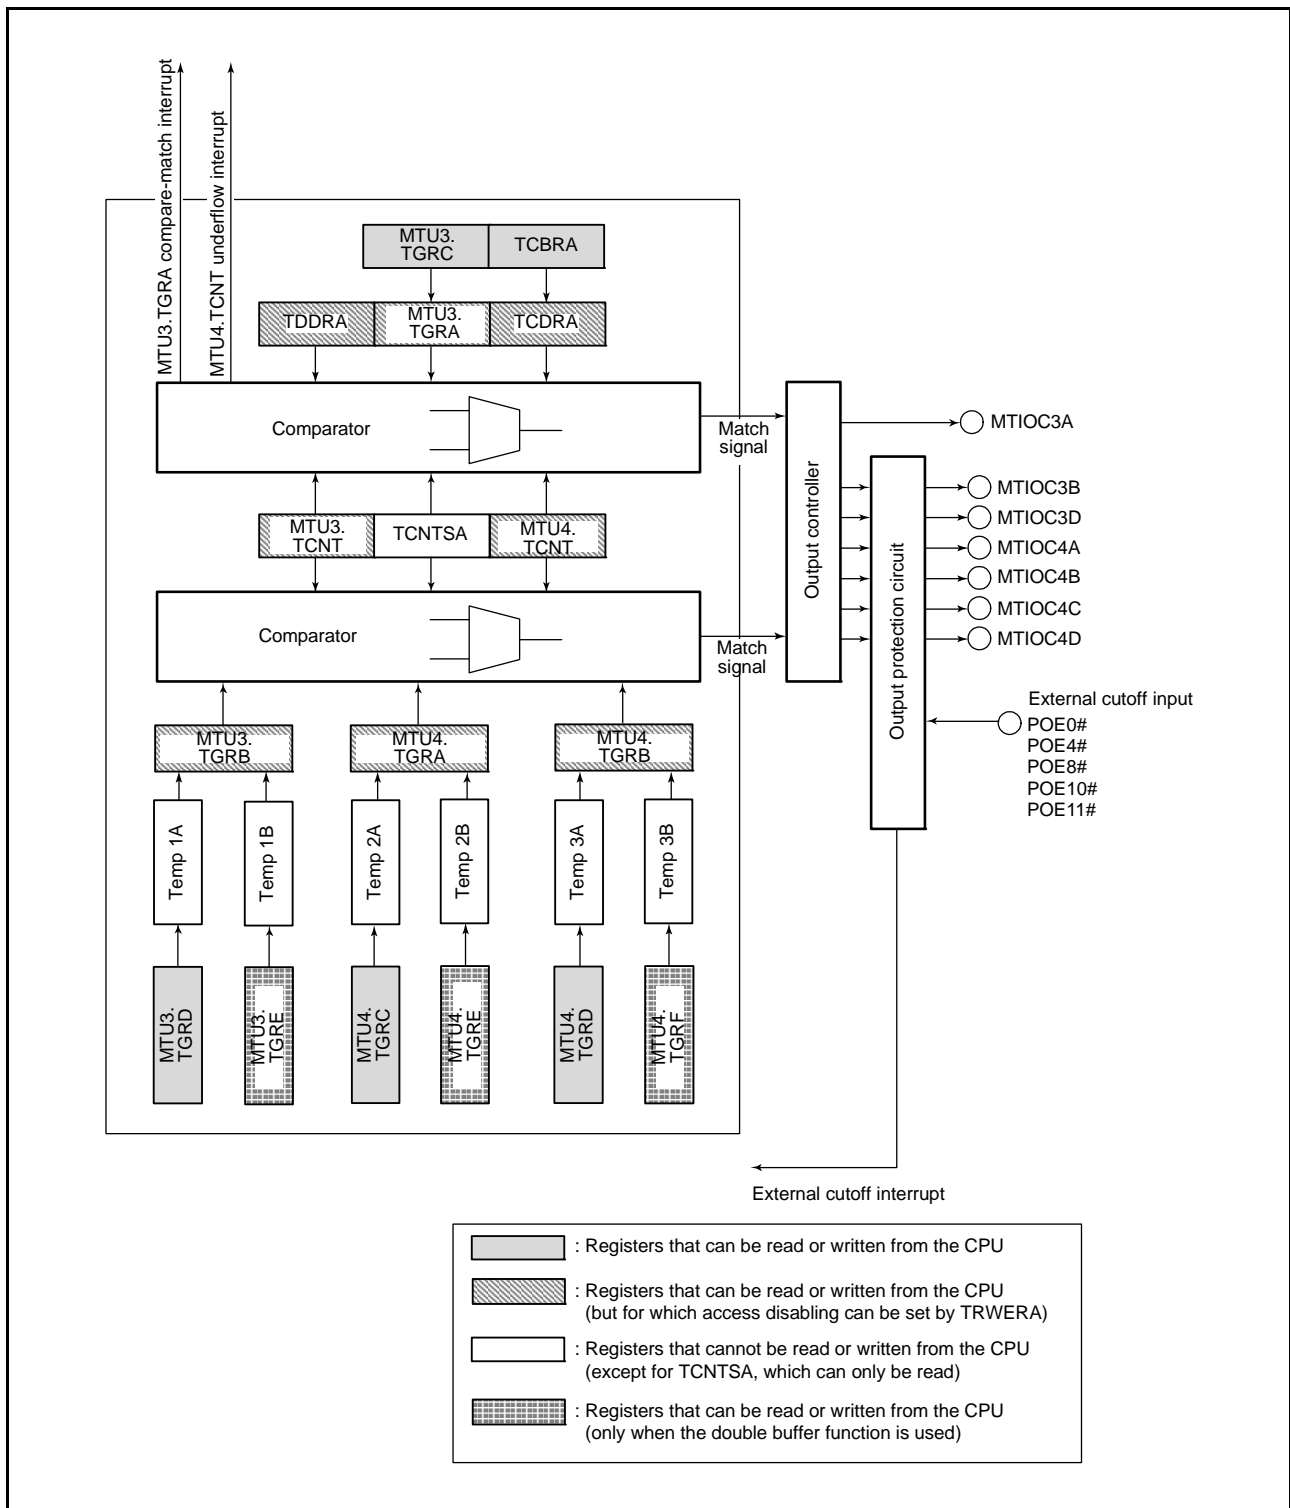 MTU3.TGRA compare-match interrupt
MTU4.TCNT underflow interrupt
MTU3.
TGRC
TCBRA
TDDRA
MTU3.
TGRA
TCDRA
Comparator
Match
signal
MTU3.
TCNT
TCNTSA
MTU4.
TCNT
Comparator
Match
signal
Output controller
Output protection circuit
MTIOC3A
MTIOC3B
MTIOC3D
MTIOC4A
MTIOC4B
MTIOC4C
MTIOC4D
External cutoff input
POE0#
POE4#
POE8#
POE10#
POE11#
MTU3.
TGRB
MTU4.
TGRA
MTU4.
TGRB
Temp 1A
Temp 1B
Temp 2A
Temp 2B
Temp 3A
Temp 3B
MTU3.
TGRD
MTU3.
TGRE
MTU4.
TGRC
MTU4.
TGRE
MTU4.
TGRD
MTU4.
TGRF
External cutoff interrupt
: Registers that can be read or written from the CPU
: Registers that can be read or written from the CPU
(but for which access disabling can be set by TRWERA)
: Registers that cannot be read or written from the CPU
(except for TCNTSA, which can only be read)
: Registers that can be read or written from the CPU
(only when the double buffer function is used)